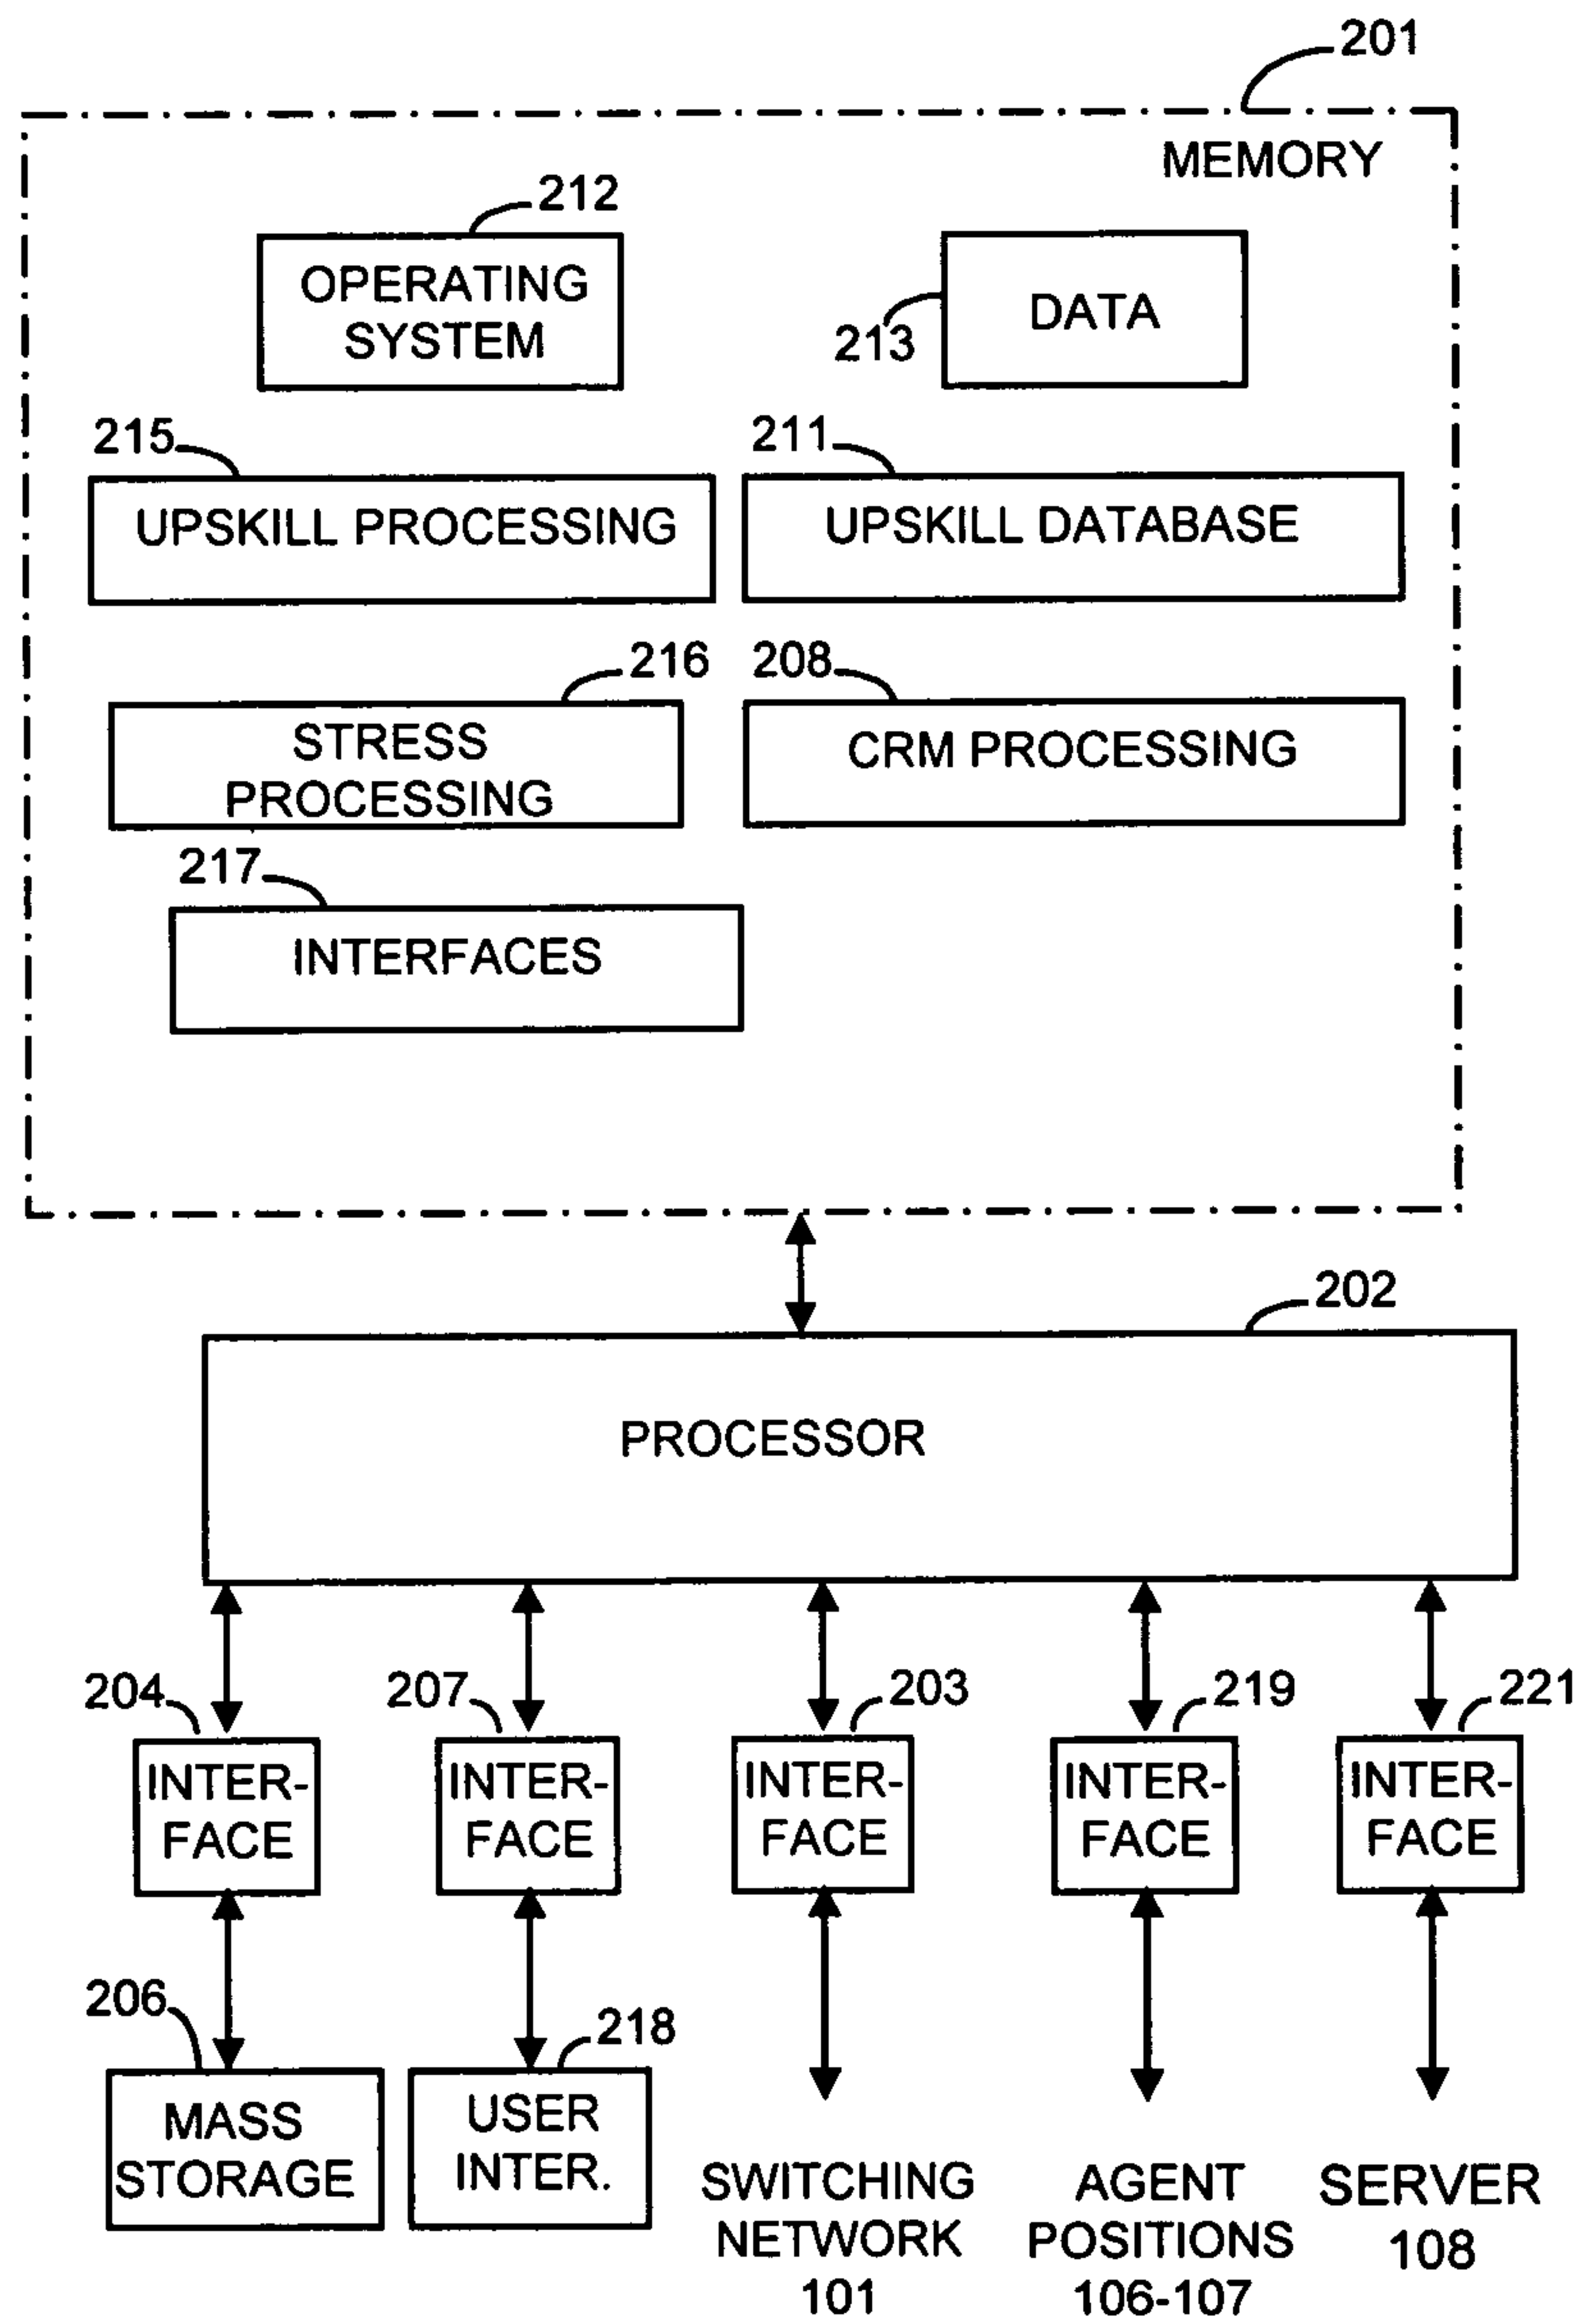 201
MEMORY
212
OPERATING
SYSTEM
213
DATA
215
UPSKILL PROCESSING
211
UPSKILL DATABASE
216
STRESS
PROCESSING
208
CRM PROCESSING
217
INTERFACES
202
PROCESSOR
204
INTER-
FACE
207
INTER-
FACE
203
INTER-
FACE
219
INTER-
FACE
221
INTER-
FACE
206
MASS
STORAGE
218
USER
INTER.
SWITCHING
NETWORK
101
AGENT
POSITIONS
106-107
SERVER
108